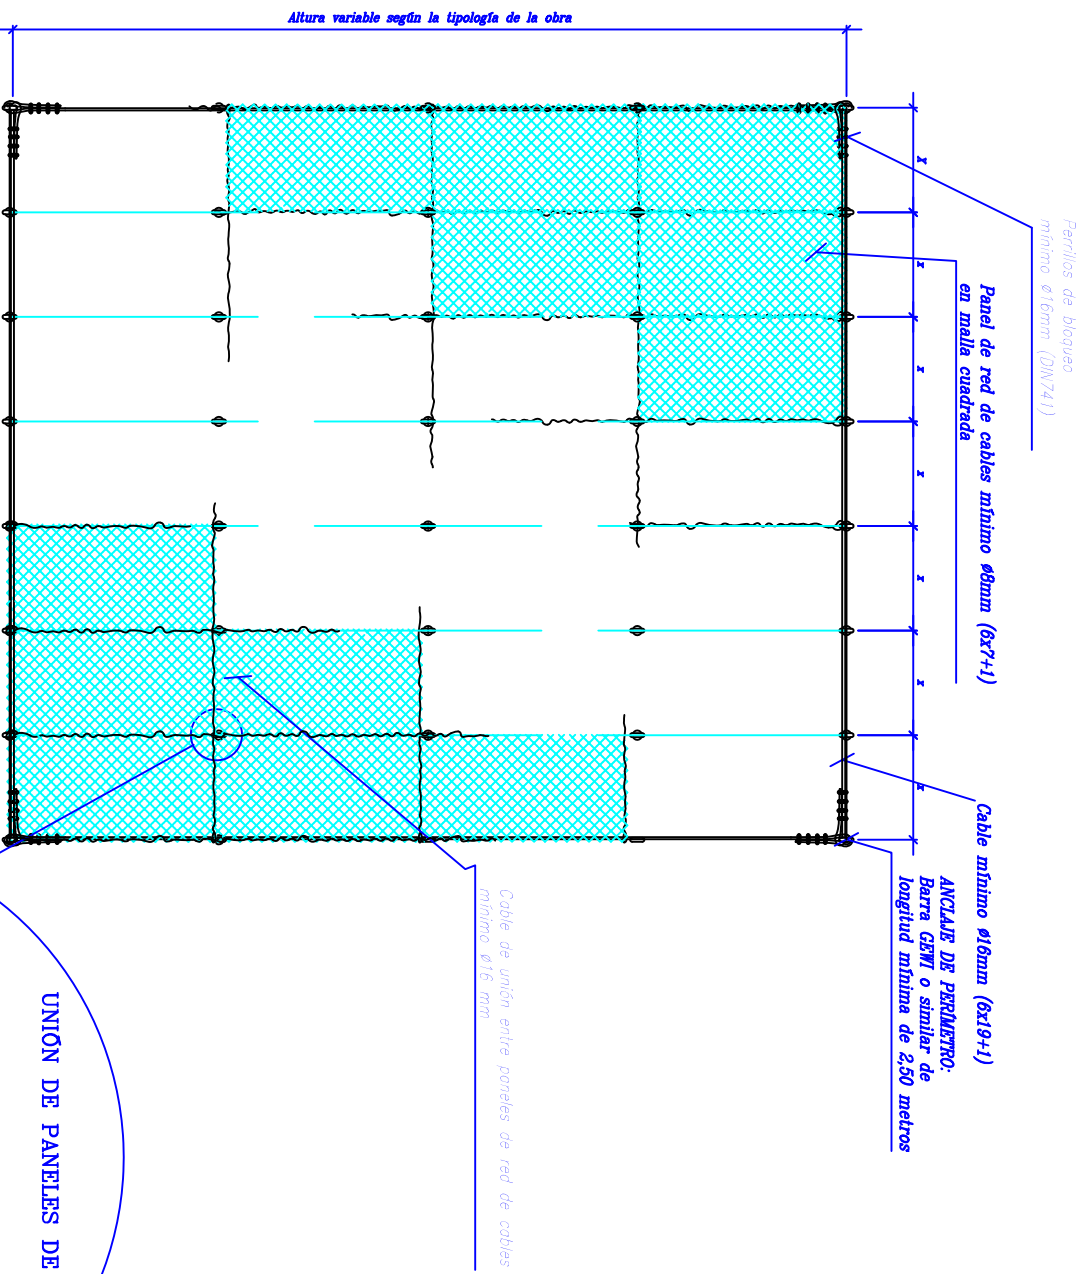 Altura variable según la tipología de la obra
Perrillos de bloqueo
mínimo ø16mm (DIN741)
Panel de red de cables mínimo ø8mm (6x7+1)
en malla cuadrada
x
x
x
x
x
x
x
Cable mínimo ø16mm (6x19+1)
ANCLAJE DE PERÍMETRO:
Barra GEWI o similar de
longitud mínima de 2,50 metros
Cable de unión entre paneles de red de cables
mínimo ø16 mm
UNIÓN DE PANELES DE